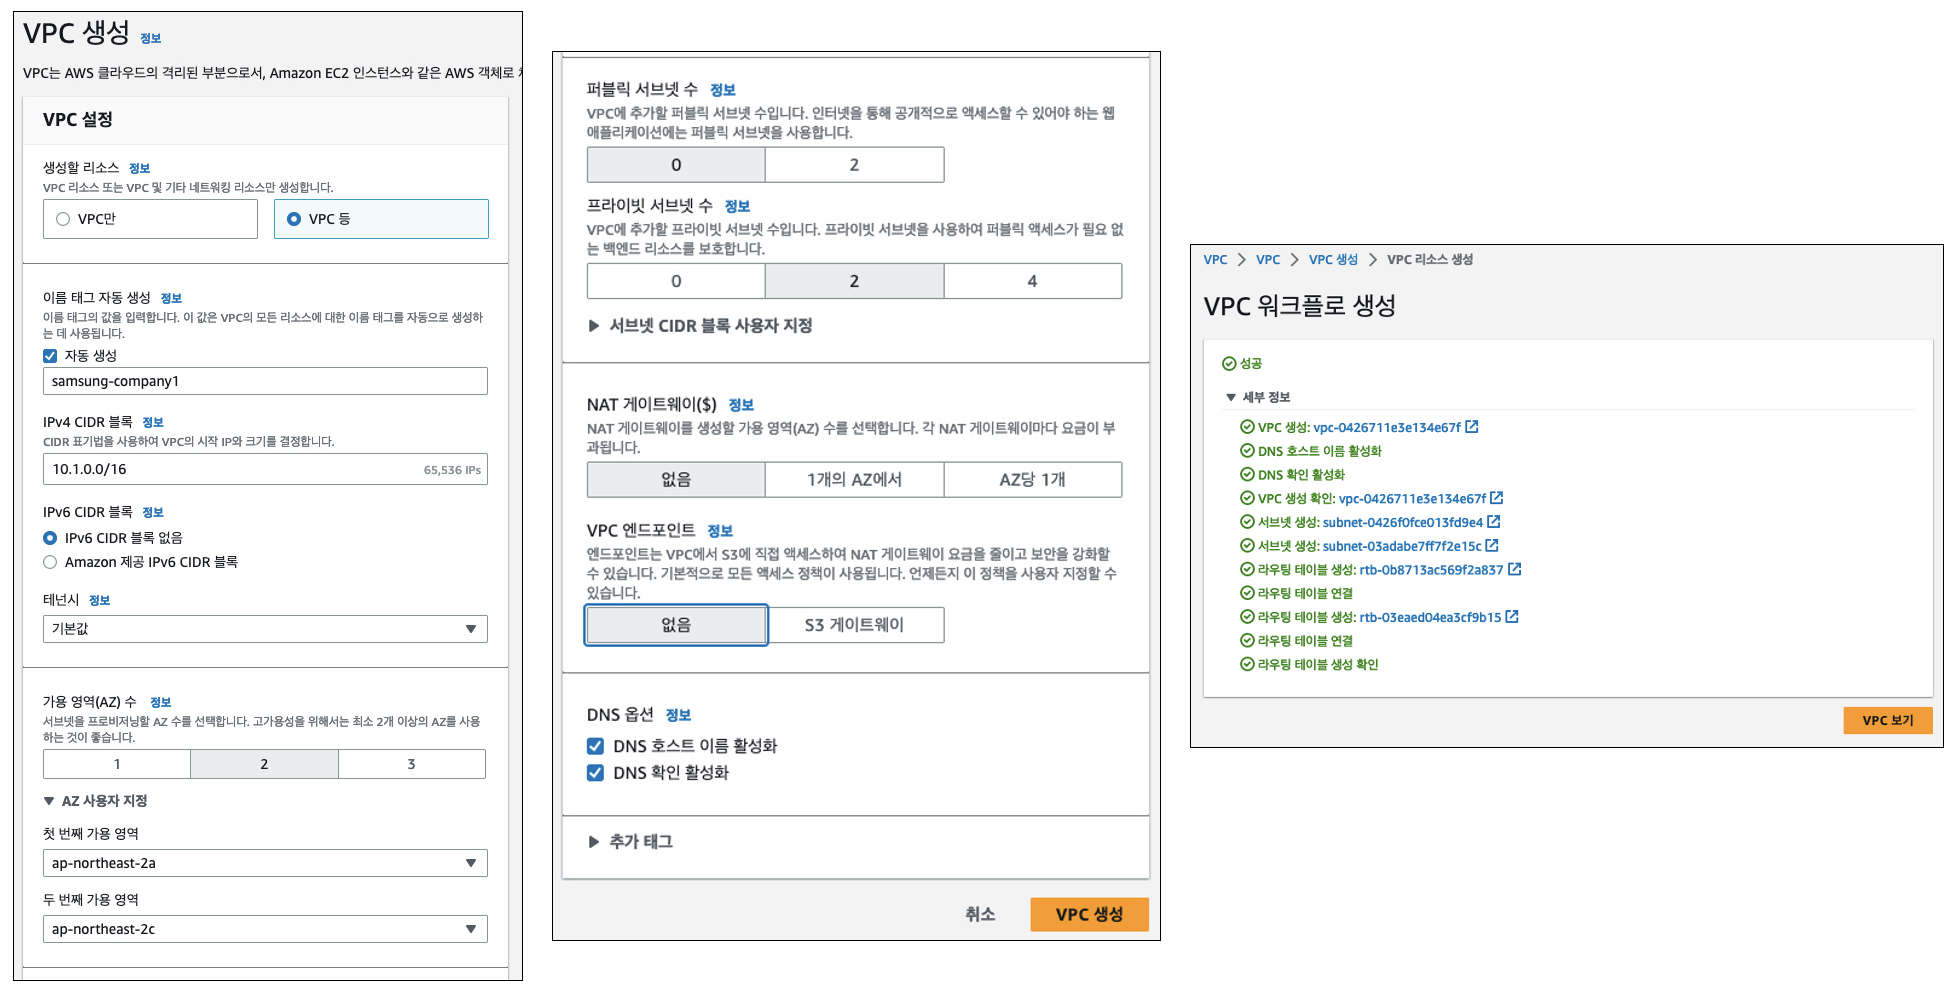 VPC 생성 정보
VPC는 AWS 클라우드의 격리된 부분으로서, Amazon EC2 인스턴스와 같은 AWS 객체로
VPC 설정
생성할 리소스 정보
VPC 리소스 또는 VPC 및 기타 네트워킹 리소스만 생성합니다.
VPC만
VPC 등
이름 태그 자동 생성 정보
이름 태그의 값을 입력합니다. 이 값은 VPC의 모든 리소스에 대한 이름 태그를 자동으로 생성하
는 데 사용됩니다.
자동 생성
samsung-company1
IPv4 CIDR 블록 정보
CIDR 표기법을 사용하여 VPC의 시작 IP와 크기를 결정합니다.
10.1.0.0/16 65,536 IPs
IPv6 CIDR 블록 정보
IPv6 CIDR 블록 없음
Amazon 제공 IPv6 CIDR 블록
테넌시 정보
기본값
가용 영역(AZ) 수 정보
서브넷을 프로비저닝할 AZ 수를 선택합니다. 고가용성을 위해서는 최소 2개 이상의 AZ를 사용
하는 것이 좋습니다.
1 2 3
AZ 사용자 지정
첫 번째 가용 영역
ap-northeast-2a
두 번째 가용 영역
ap-northeast-2c
퍼블릭 서브넷 수 정보
VPC에 추가할 퍼블릭 서브넷 수입니다. 인터넷을 통해 공개적으로 액세스할 수 있어야 하는 웹
애플리케이션에는 퍼블릭 서브넷을 사용합니다.
0 2
프라이빗 서브넷 수 정보
VPC에 추가할 프라이빗 서브넷 수입니다. 프라이빗 서브넷을 사용하여 퍼블릭 액세스가 필요 없
는 백엔드 리소스를 보호합니다.
0 2 4
서브넷 CIDR 블록 사용자 지정
NAT 게이트웨이($) 정보
NAT 게이트웨이를 생성할 가용 영역(AZ) 수를 선택합니다. 각 NAT 게이트웨이마다 요금이 부
과됩니다.
없음 1개의 AZ에서 AZ당 1개
VPC 엔드포인트 정보
엔드포인트는 VPC에서 S3에 직접 액세스하여 NAT 게이트웨이 요금을 줄이고 보안을 강화할
수 있습니다. 기본적으로 모든 액세스 정책이 사용됩니다. 언제든지 이 정책을 사용자 지정할 수
있습니다.
없음 S3 게이트웨이
DNS 옵션 정보
DNS 호스트 이름 활성화
DNS 확인 활성화
추가 태그
취소 VPC 생성
VPC VPC VPC 생성 VPC 리소스 생성
VPC 워크플로 생성
성공
세부 정보
VPC 생성: vpc-0426711e3e134e67f
DNS 호스트 이름 활성화
DNS 확인 활성화
VPC 생성 확인: vpc-0426711e3e134e67f
서브넷 생성: subnet-0426f0fce013fd9e4
서브넷 생성: subnet-03adabe7ff7f2e15c
라우팅 테이블 생성: rtb-0b8713ac569f2a837
라우팅 테이블 연결
라우팅 테이블 생성: rtb-03eaed04ea3cf9b15
라우팅 테이블 연결
라우팅 테이블 생성 확인
VPC 보기